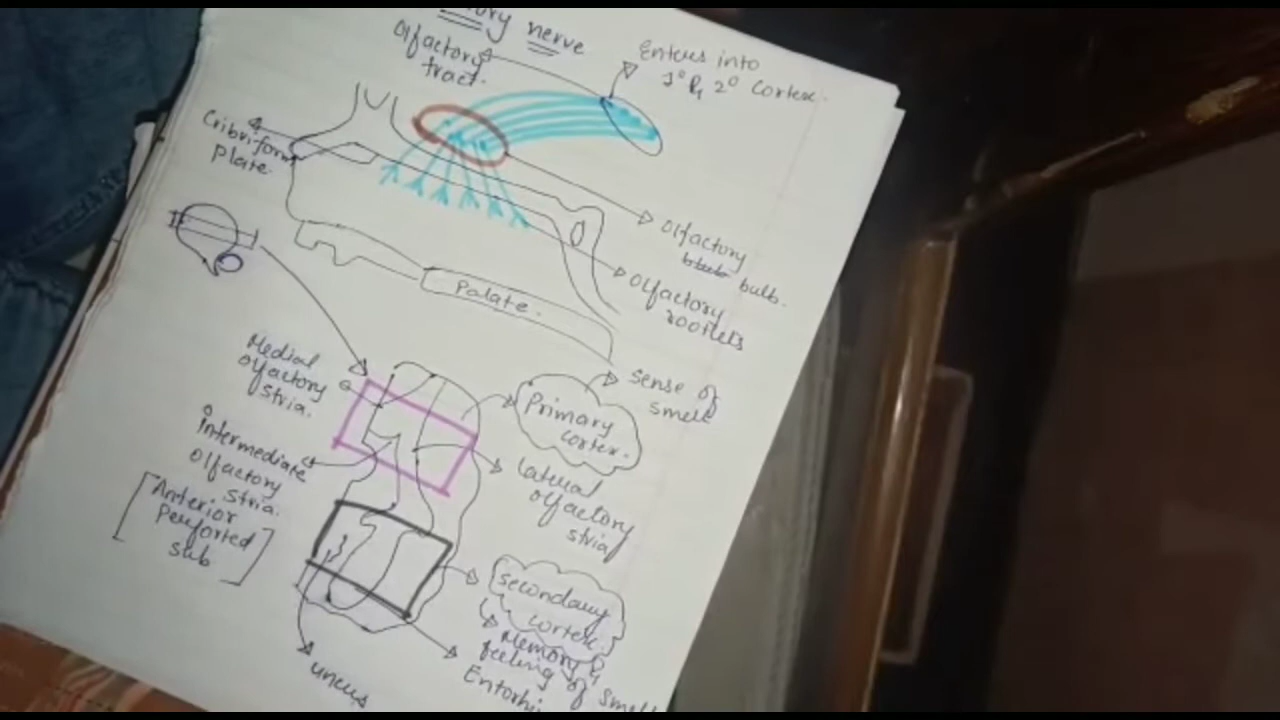 nerve
Olfactory
tract.
Enters into
1° & 2° Cortex.
Cribriform
Plate.
Olfactory
bulb.
Olfactory
rootlets
Palate.
Medial
olfactory
stria.
sense of
smell
Primary
cortex.
Intermediate
olfactory
stria.
[Anterior
Perforted
sub]
Lateral
olfactory
stria
Secondary
cortex.
Memory &
feeling of smell
Entorhi
uncus